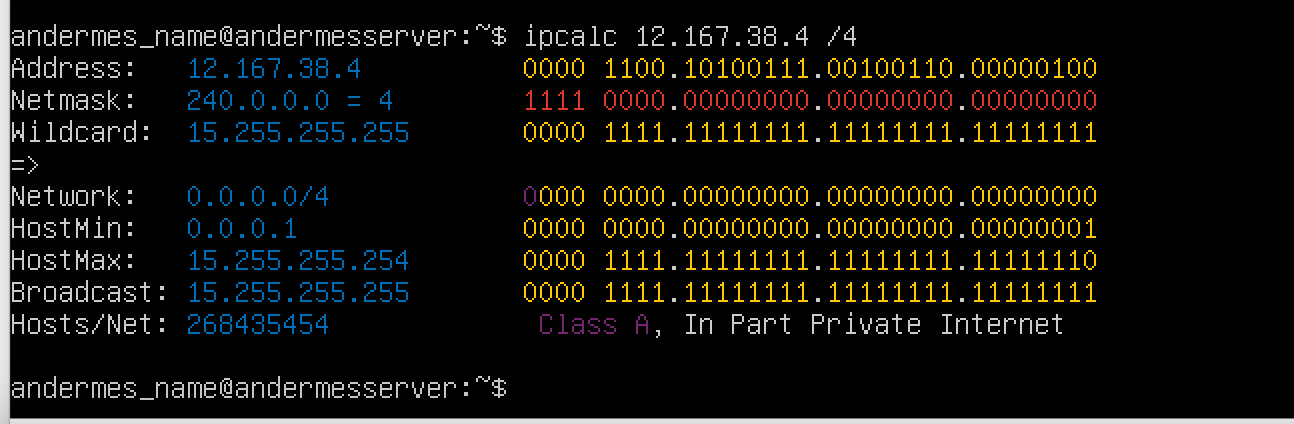 andermes_name@andermesserver:~$ ipcalc 12.167.38.4 /4
Address: 12.167.38.4 0000 1100.10100111.00100110.00000100
Netmask: 240.0.0.0 = 4 1111 0000.00000000.00000000.00000000
Wildcard: 15.255.255.255 0000 1111.11111111.11111111.11111111
=>
Network: 0.0.0.0/4 0000 0000.00000000.00000000.00000000
HostMin: 0.0.0.1 0000 0000.00000000.00000000.00000001
HostMax: 15.255.255.254 0000 1111.11111111.11111111.11111110
Broadcast: 15.255.255.255 0000 1111.11111111.11111111.11111111
Hosts/Net: 268435454 Class A, In Part Private Internet
andermes_name@andermesserver:~$